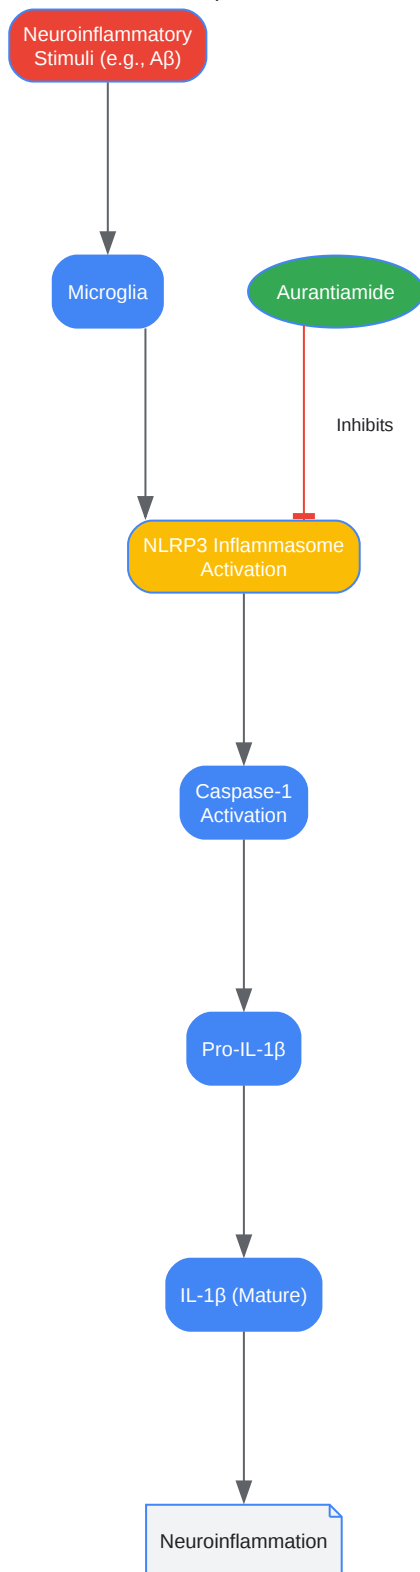 Neuroinflammatory
Stimuli (e.g., Aβ)
Microglia
Aurantiamide
Inhibits
NLRP3 Inflammasome
Activation
Caspase-1
Activation
Pro-IL-1β
IL-1β (Mature)
Neuroinflammation